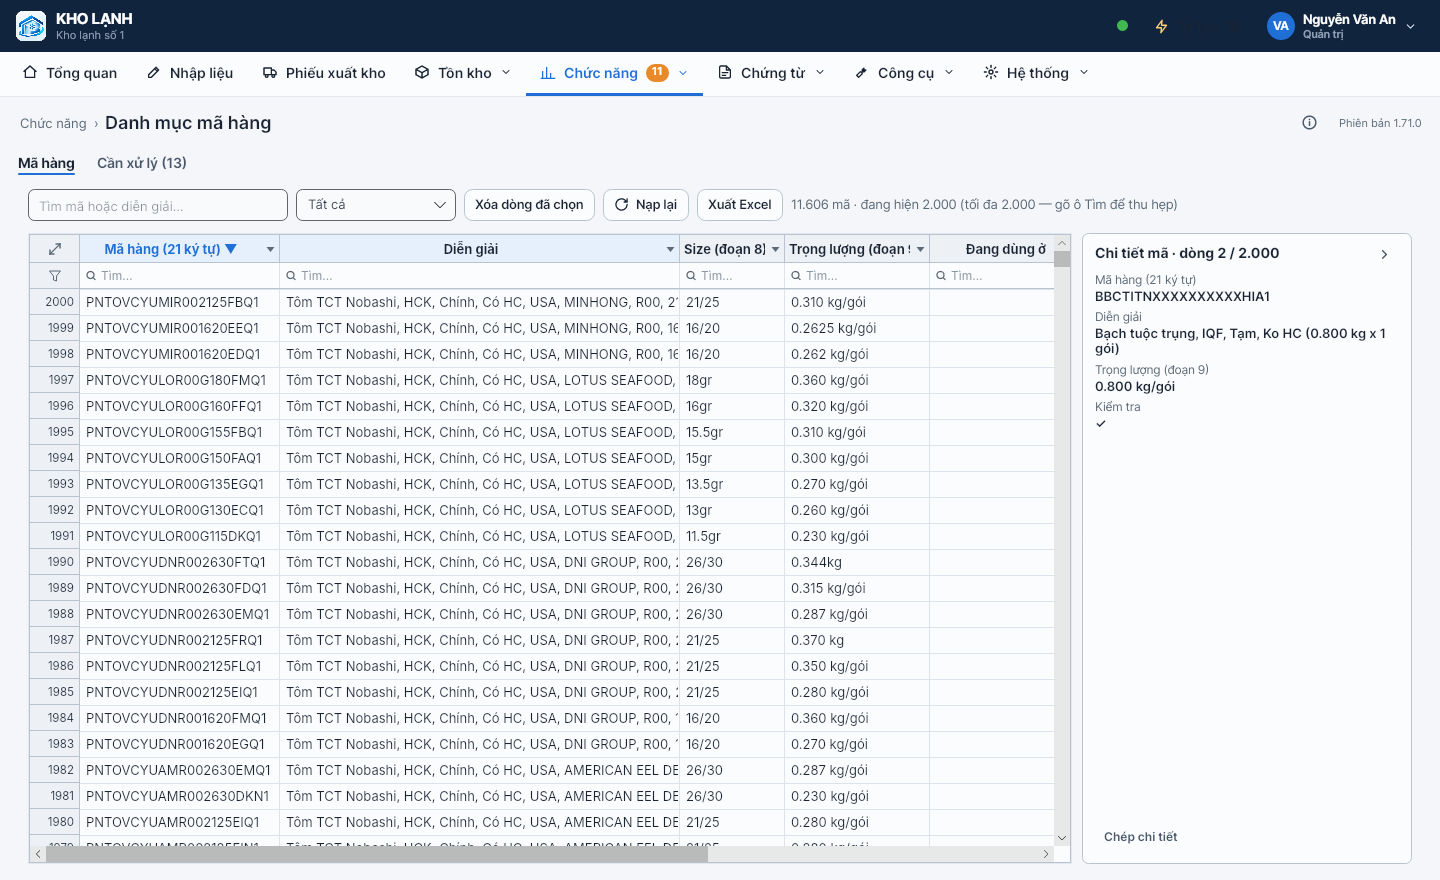 KHO LẠNH
Kho lạnh số 1
VA
Nguyễn Văn An
Quản trị
Tổng quan
Nhập liệu
Phiếu xuất kho
Tồn kho
Chức năng 11
Chứng từ
Công cụ
Hệ thống
Chức năng › Danh mục mã hàng
Phiên bản 1.71.0
Mã hàng
Cần xử lý (13)
Tìm mã hoặc diễn giải...
Tất cả
Xóa dòng đã chọn
Nạp lại
Xuất Excel
11.606 mã · đang hiện 2.000 (tối đa 2.000 — gõ ô Tìm để thu hẹp)
Mã hàng (21 ký tự) ▼ Diễn giải Size (đoạn 8) Trọng lượng (đoạn 9 Đang dùng ở
Tìm... Tìm... Tìm... Tìm... Tìm...
2000 PNTOVCYUMIR002125FBQ1 Tôm TCT Nobashi, HCK, Chính, Có HC, USA, MINHONG, R00, 21 21/25 0.310 kg/gói
1999 PNTOVCYUMIR001620EEQ1 Tôm TCT Nobashi, HCK, Chính, Có HC, USA, MINHONG, R00, 16 16/20 0.2625 kg/gói
1998 PNTOVCYUMIR001620EDQ1 Tôm TCT Nobashi, HCK, Chính, Có HC, USA, MINHONG, R00, 16 16/20 0.262 kg/gói
1997 PNTOVCYULOR00G180FMQ1 Tôm TCT Nobashi, HCK, Chính, Có HC, USA, LOTUS SEAFOOD, 18gr 0.360 kg/gói
1996 PNTOVCYULOR00G160FFQ1 Tôm TCT Nobashi, HCK, Chính, Có HC, USA, LOTUS SEAFOOD, 16gr 0.320 kg/gói
1995 PNTOVCYULOR00G155FBQ1 Tôm TCT Nobashi, HCK, Chính, Có HC, USA, LOTUS SEAFOOD, 15.5gr 0.310 kg/gói
1994 PNTOVCYULOR00G150FAQ1 Tôm TCT Nobashi, HCK, Chính, Có HC, USA, LOTUS SEAFOOD, 15gr 0.300 kg/gói
1993 PNTOVCYULOR00G135EGQ1 Tôm TCT Nobashi, HCK, Chính, Có HC, USA, LOTUS SEAFOOD, 13.5gr 0.270 kg/gói
1992 PNTOVCYULOR00G130ECQ1 Tôm TCT Nobashi, HCK, Chính, Có HC, USA, LOTUS SEAFOOD, 13gr 0.260 kg/gói
1991 PNTOVCYULOR00G115DKQ1 Tôm TCT Nobashi, HCK, Chính, Có HC, USA, LOTUS SEAFOOD, 11.5gr 0.230 kg/gói
1990 PNTOVCYUDNR002630FTQ1 Tôm TCT Nobashi, HCK, Chính, Có HC, USA, DNI GROUP, R00, 2 26/30 0.344kg
1989 PNTOVCYUDNR002630FDQ1 Tôm TCT Nobashi, HCK, Chính, Có HC, USA, DNI GROUP, R00, 2 26/30 0.315 kg/gói
1988 PNTOVCYUDNR002630EMQ1 Tôm TCT Nobashi, HCK, Chính, Có HC, USA, DNI GROUP, R00, 2 26/30 0.287 kg/gói
1987 PNTOVCYUDNR002125FRQ1 Tôm TCT Nobashi, HCK, Chính, Có HC, USA, DNI GROUP, R00, 2 21/25 0.370 kg
1986 PNTOVCYUDNR002125FLQ1 Tôm TCT Nobashi, HCK, Chính, Có HC, USA, DNI GROUP, R00, 2 21/25 0.350 kg/gói
1985 PNTOVCYUDNR002125EIQ1 Tôm TCT Nobashi, HCK, Chính, Có HC, USA, DNI GROUP, R00, 2 21/25 0.280 kg/gói
1984 PNTOVCYUDNR001620FMQ1 Tôm TCT Nobashi, HCK, Chính, Có HC, USA, DNI GROUP, R00, 1 16/20 0.360 kg/gói
1983 PNTOVCYUDNR001620EGQ1 Tôm TCT Nobashi, HCK, Chính, Có HC, USA, DNI GROUP, R00, 1 16/20 0.270 kg/gói
1982 PNTOVCYUAMR002630EMQ1 Tôm TCT Nobashi, HCK, Chính, Có HC, USA, AMERICAN EEL DE 26/30 0.287 kg/gói
1981 PNTOVCYUAMR002630DKN1 Tôm TCT Nobashi, HCK, Chính, Có HC, USA, AMERICAN EEL DE 26/30 0.230 kg/gói
1980 PNTOVCYUAMR002125EIQ1 Tôm TCT Nobashi, HCK, Chính, Có HC, USA, AMERICAN EEL DE 21/25 0.280 kg/gói
Chi tiết mã · dòng 2 / 2.000
Mã hàng (21 ký tự)
BBCTITNXXXXXXXXXXHIA1
Diễn giải
Bạch tuộc trụng, IQF, Tạm, Ko HC (0.800 kg x 1
gói)
Trọng lượng (đoạn 9)
0.800 kg/gói
Kiểm tra
✓
Chép chi tiết